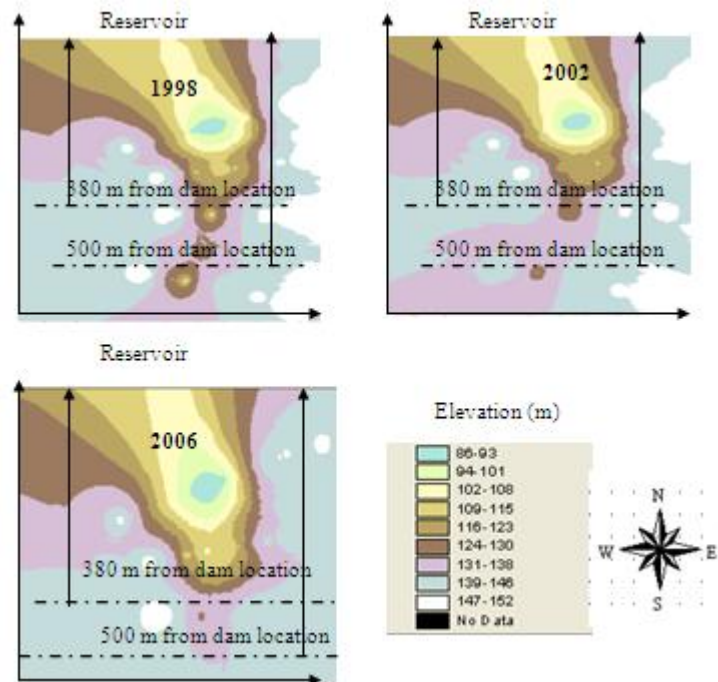 Reservoir
1998
380 m from dam location
500 m from dam location
Reservoir
2002
380 m from dam location
500 m from dam location
Reservoir
2006
380 m from dam location
500 m from dam location
Elevation (m)
86-93
94-101
102-108
109-115
116-123
124-130
131-138
139-146
147-152
No Data
N
W E
S